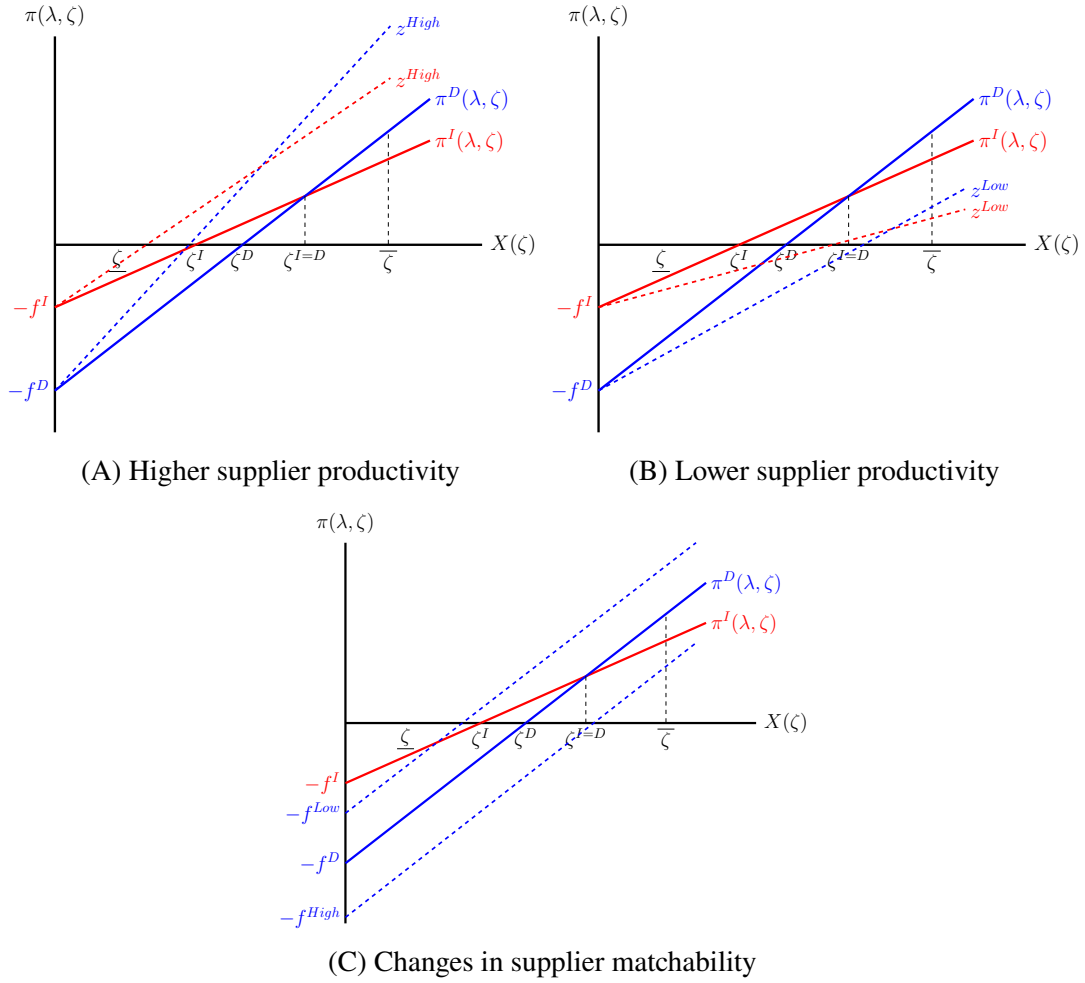 π(λ, ζ)
z^{High}
z^{High}
π^D(λ, ζ)
π^I(λ, ζ)
X(ζ)
ζ
ζ^I
ζ^D
ζ^{I=D}
ζ
−f^I
−f^D
(A) Higher supplier productivity
π(λ, ζ)
π^D(λ, ζ)
π^I(λ, ζ)
z^{Low}
z^{Low}
X(ζ)
ζ
ζ^I
ζ^D
ζ^{I=D}
ζ
−f^I
−f^D
(B) Lower supplier productivity
π(λ, ζ)
π^D(λ, ζ)
π^I(λ, ζ)
X(ζ)
ζ
ζ^I
ζ^D
ζ^{I=D}
ζ
−f^I
−f^{Low}
−f^D
−f^{High}
(C) Changes in supplier matchability